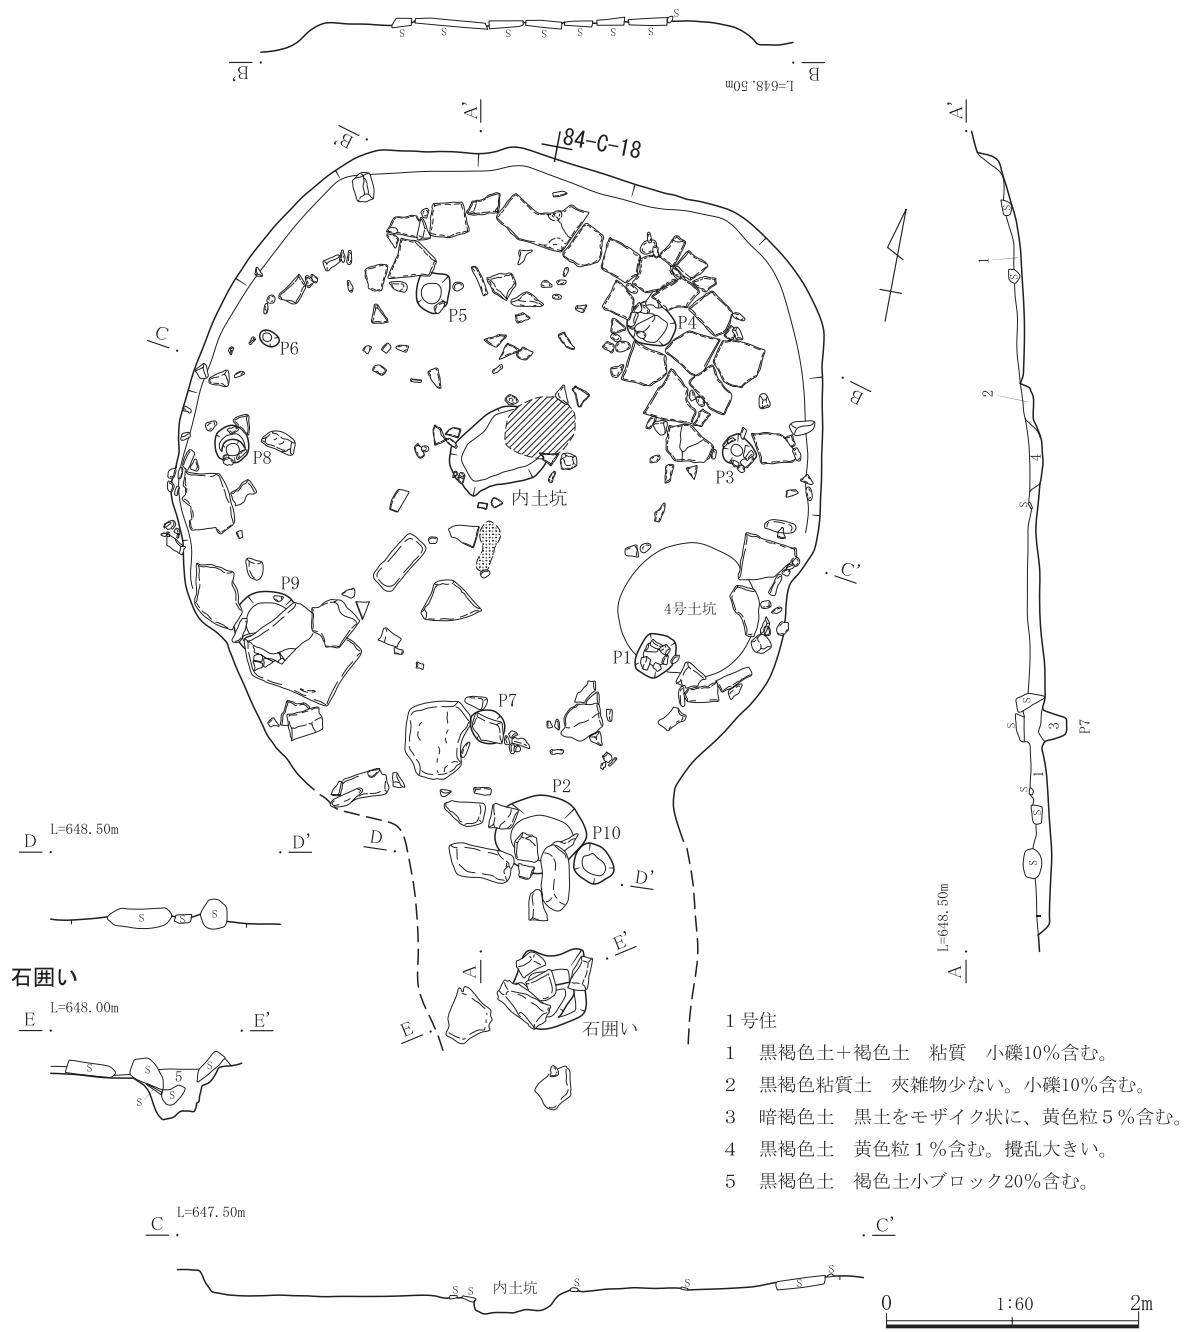 S S S S S S S S
B' B
L=648.50m
A' A'
B' 84-C-18
S
1
S
P5 P4
C P6
B
2
P8 P3 4
内土坑 S
C'
P9 4号土坑
P1
P7 S 3 P7
1
P2 S
S
D L=648.50m D' D P10
S
D'
S S S
E' A L=648.50m
石囲い A
E L=648.00m E' E 石囲い
S S 5 S
S S
1号住
1 黒褐色土+褐色土 粘質 小礫10%含む。
2 黒褐色粘質土 夾雑物少ない。小礫10%含む。
3 暗褐色土 黒土をモザイク状に、黄色粒5%含む。
4 黒褐色土 黄色粒1%含む。攪乱大きい。
5 黒褐色土 褐色土小ブロック20%含む。
C L=647.50m C'
S S 内土坑 S S S S
0 1:60 2m